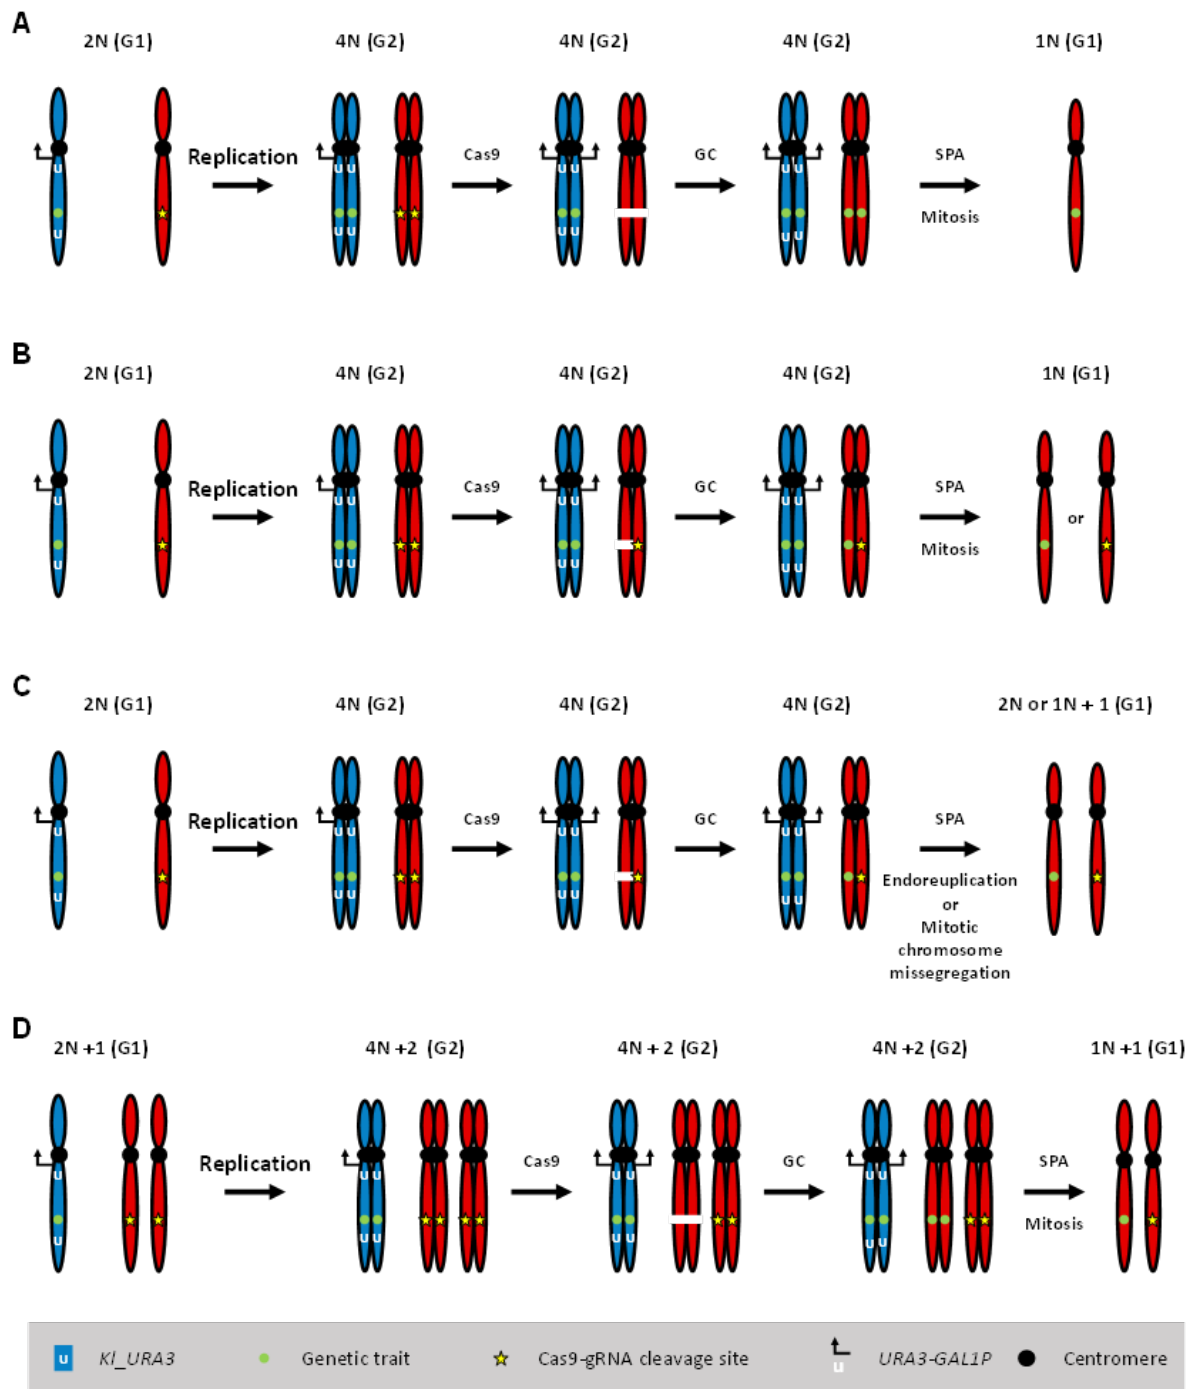 A
2N (G1) 4N (G2) 4N (G2) 4N (G2) 1N (G1)
Replication Cas9 GC SPA
Mitosis
u u u u u u
u u u u u u
u
u
B
2N (G1) 4N (G2) 4N (G2) 4N (G2) 1N (G1)
Replication Cas9 GC SPA
Mitosis
or
u u u u u u u
u u u u u u u
C
2N (G1) 4N (G2) 4N (G2) 4N (G2) 2N or 1N + 1 (G1)
Replication Cas9 GC SPA
Endoreuplication
or
Mitotic
chromosome
missegregation
u u u u u u u
u u u u u u u
D
2N +1 (G1) 4N +2 (G2) 4N + 2 (G2) 4N +2 (G2) 1N +1 (G1)
Replication Cas9 GC SPA
Mitosis
u u u u u u u
u u u u u u u
u Kl_URA3 Genetic trait Cas9-gRNA cleavage site u URA3-GAL1P Centromere